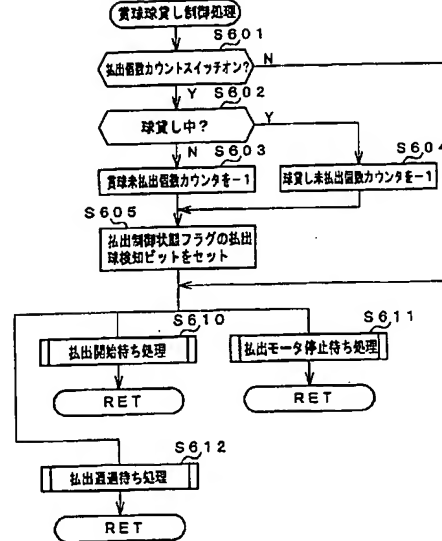 賞球球貸し制御処理
S601
払出個数カウントスイッチオン?
N
Y
S602
球貸し中?
Y
N
S603
S604
賞球未払出個数カウンタを-1
球貸し未払出個数カウンタを-1
S605
払出制御状態フラグの払出
球検知ビットをセット
S610
S611
払出開始待ち処理
払出モータ停止待ち処理
RET
RET
S612
払出通過待ち処理
RET